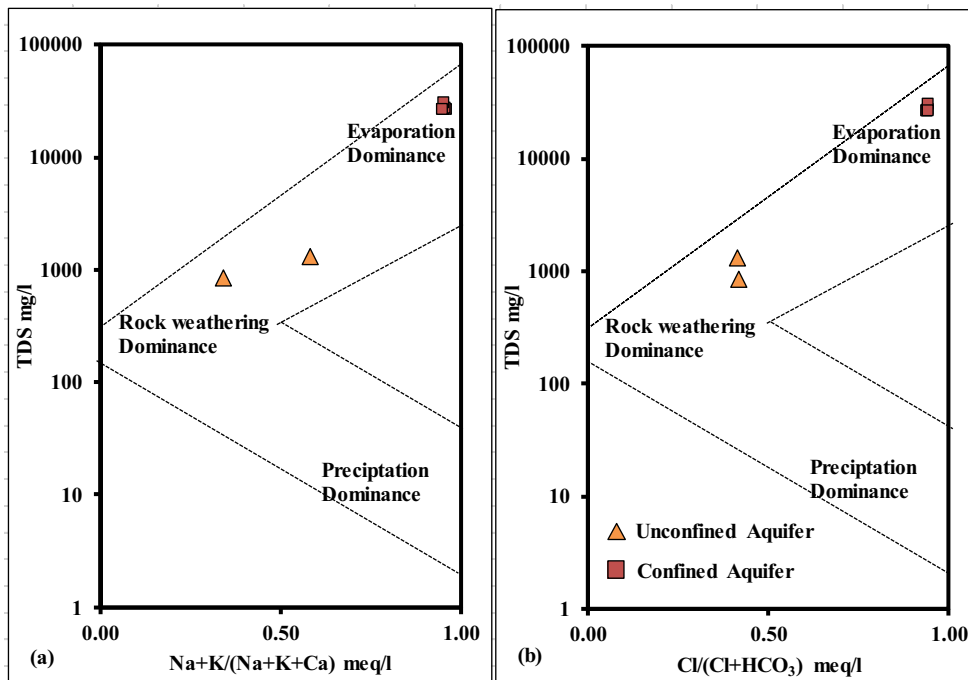 100000
10000
1000
100
10
1
TDS mg/l
Evaporation
Dominance
Rock weathering
Dominance
Preciptation
Dominance
0.00
0.50
1.00
(a)
Na+K/(Na+K+Ca) meq/l
100000
10000
1000
100
10
1
TDS mg/l
Evaporation
Dominance
Rock weathering
Dominance
Preciptation
Dominance
Unconfined Aquifer
Confined Aquifer
0.00
0.50
1.00
(b)
Cl/(Cl+HCO₃) meq/l